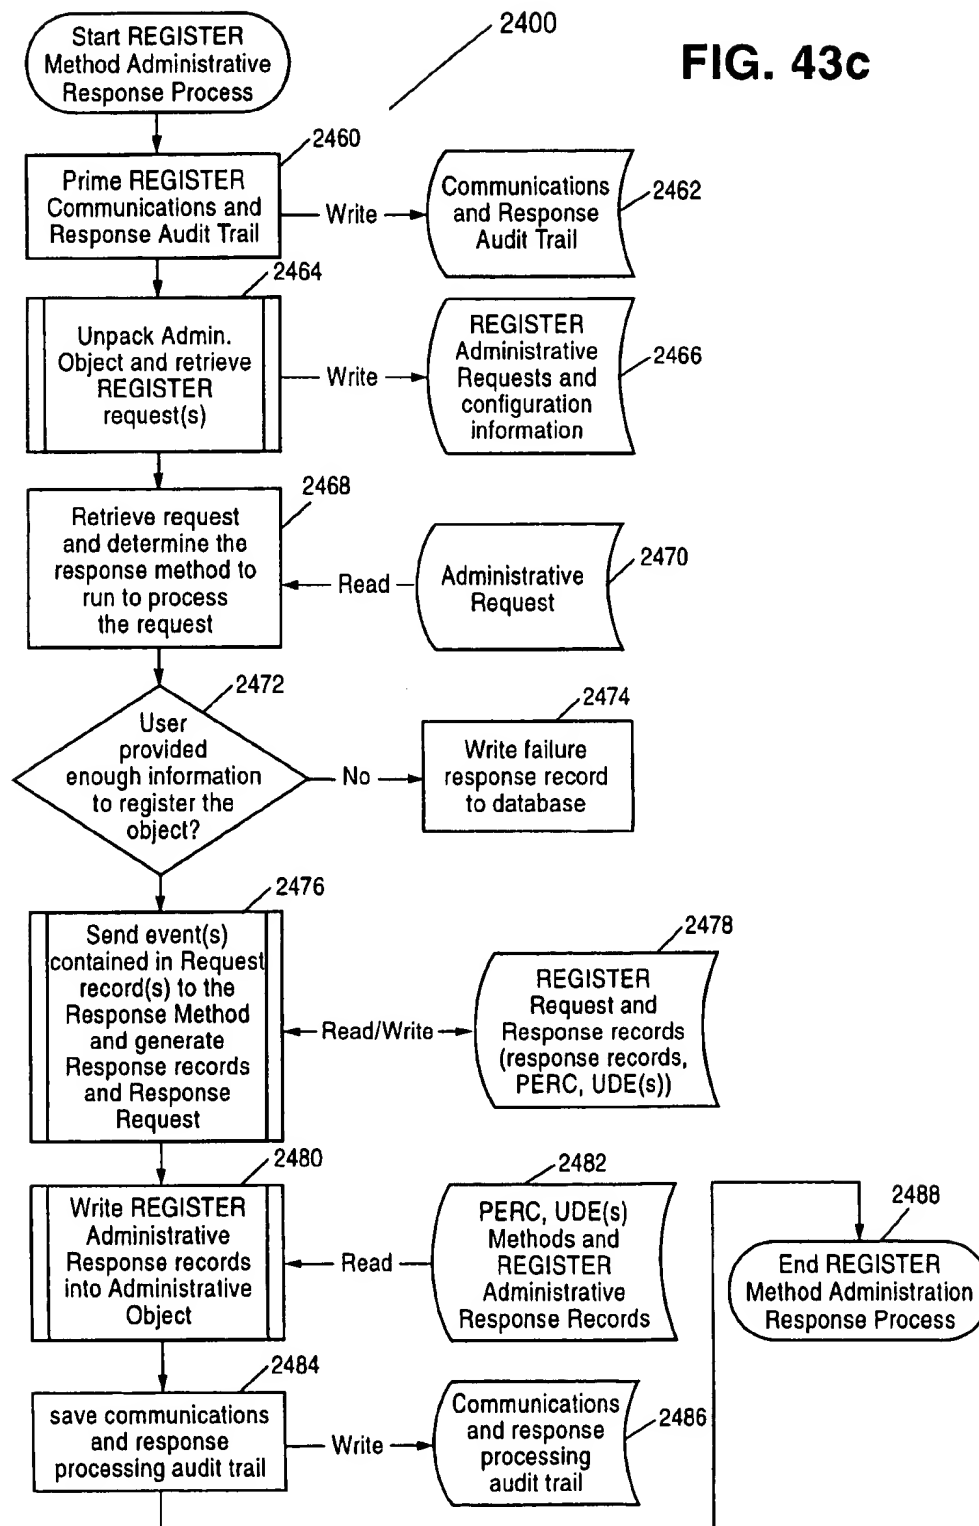 Start REGISTER
Method Administrative
Response Process
2400
FIG. 43c
2460
Prime REGISTER
Communications and
Response Audit Trail
Write
Communications
and Response
Audit Trail
2462
2464
Unpack Admin.
Object and retrieve
REGISTER
request(s)
Write
REGISTER
Administrative
Requests and
configuration
information
2466
2468
Retrieve request
and determine the
response method to
run to process
the request
Read
Administrative
Request
2470
2472
User
provided
enough information
to register the
object?
No
2474
Write failure
response record
to database
2476
Send event(s)
contained in Request
record(s) to the
Response Method
and generate
Response records
and Response
Request
Read/Write
2478
REGISTER
Request and
Response records
(response records,
PERC, UDE(s))
2480
Write REGISTER
Administrative
Response records
into Administrative
Object
Read
2482
PERC, UDE(s)
Methods and
REGISTER
Administrative
Response Records
2488
End REGISTER
Method Administration
Response Process
2484
save communications
and response
processing audit trail
Write
Communications
and response
processing
audit trail
2486